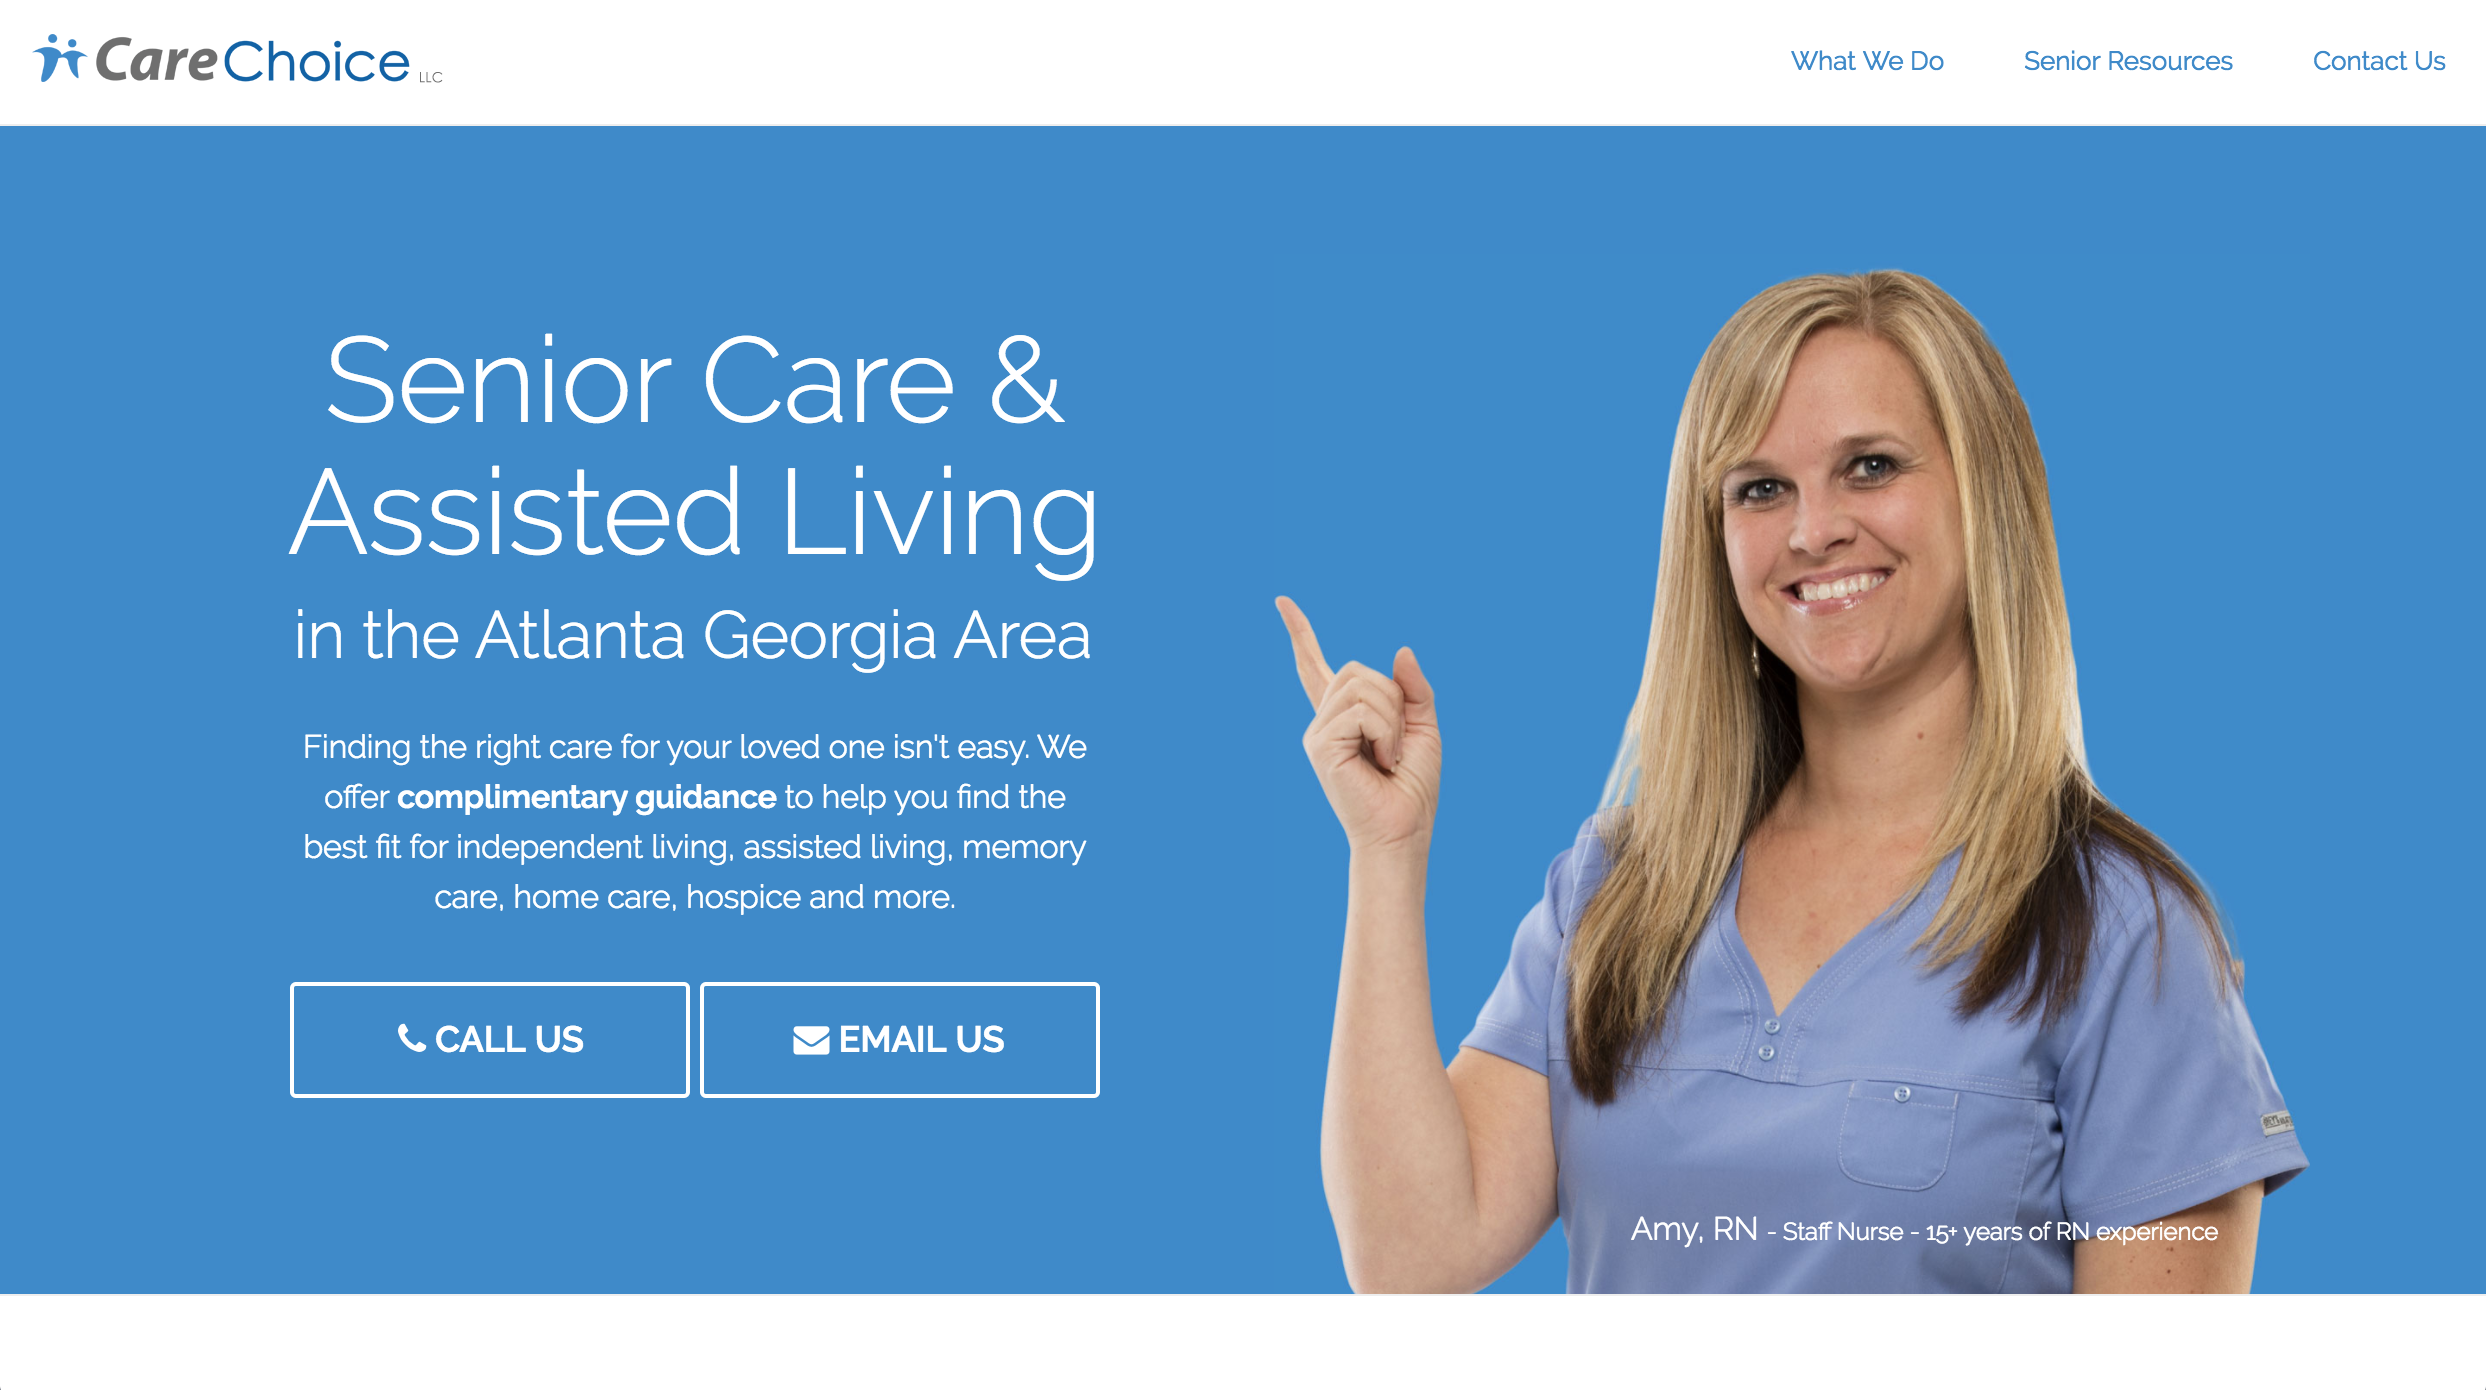 CareChoice LLC
What We Do
Senior Resources
Contact Us
Senior Care &
Assisted Living
in the Atlanta Georgia Area
Finding the right care for your loved one isn't easy. We
offer complimentary guidance to help you find the
best fit for independent living, assisted living, memory
care, home care, hospice and more.
CALL US
EMAIL US
Amy, RN - Staff Nurse - 15+ years of RN experience